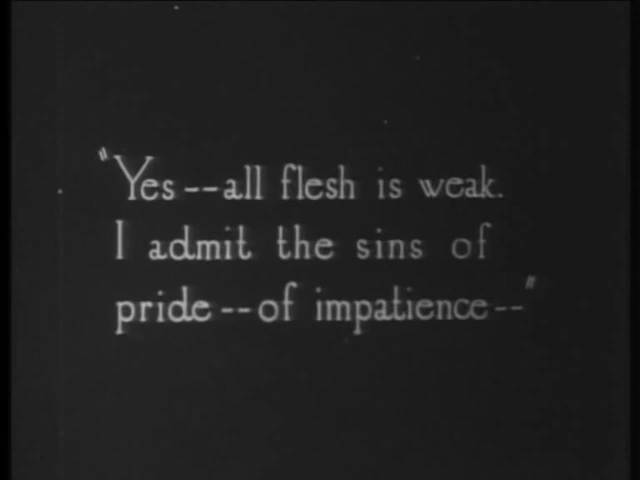 "Yes--all flesh is weak.
I admit the sins of
pride--of impatience--"